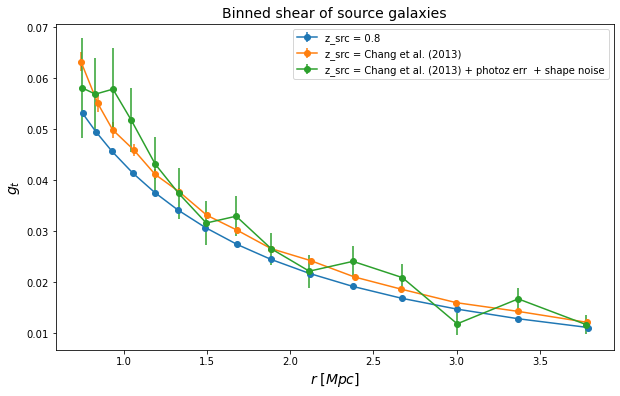 Binned shear of source galaxies
z_src = 0.8
z_src = Chang et al. (2013)
z_src = Chang et al. (2013) + photoz err  + shape noise
0.07
0.06
0.05
0.04
0.03
0.02
0.01
g_t
1.0 1.5 2.0 2.5 3.0 3.5
r [Mpc]